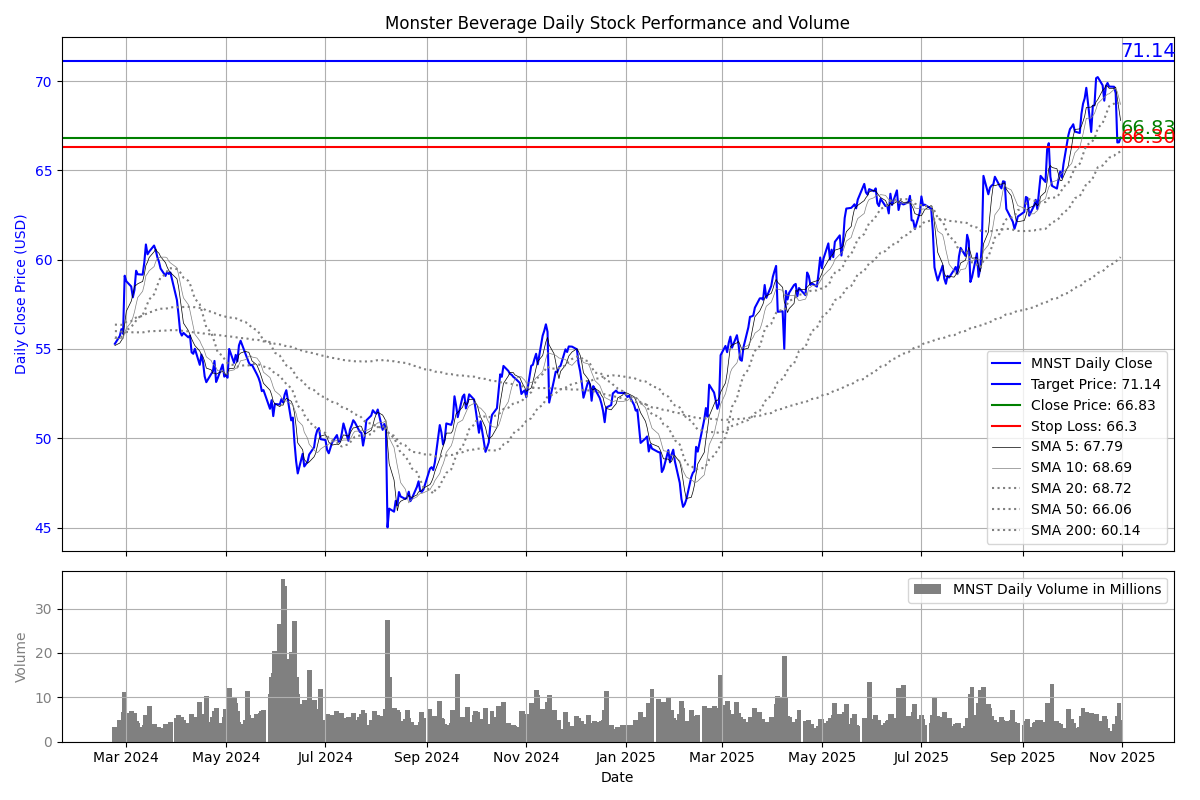 Monster Beverage Daily Stock Performance and Volume
Daily Close Price (USD)
70
65
60
55
50
45
71.14
66.83
66.30
MNST Daily Close
Target Price: 71.14
Close Price: 66.83
Stop Loss: 66.3
SMA 5: 67.79
SMA 10: 68.69
SMA 20: 68.72
SMA 50: 66.06
SMA 200: 60.14
Volume
30
20
10
0
MNST Daily Volume in Millions
Mar 2024 May 2024 Jul 2024 Sep 2024 Nov 2024 Jan 2025 Mar 2025 May 2025 Jul 2025 Sep 2025 Nov 2025
Date